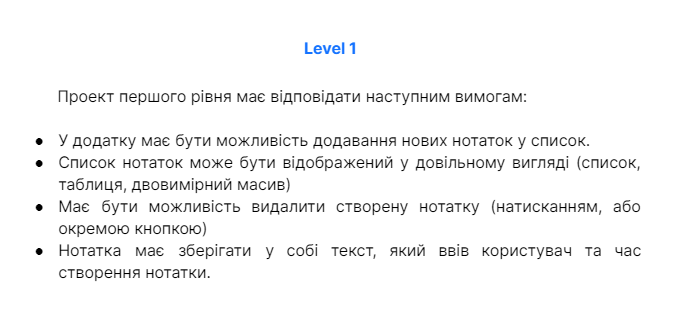 Level 1
Проект першого рівня має відповідати наступним вимогам:
● У додатку має бути можливість додавання нових нотаток у список.
● Список нотаток може бути відображений у довільному вигляді (список,
таблиця, двовимірний масив)
● Має бути можливість видалити створену нотатку (натисканням, або
окремою кнопкою)
● Нотатка має зберігати у собі текст, який ввів користувач та час
створення нотатки.